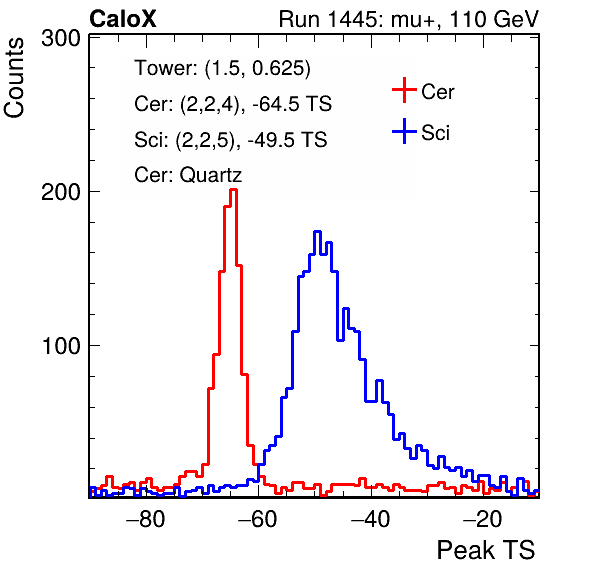 CaloX Run 1445: mu+, 110 GeV
Counts
300
200
100
Tower: (1.5, 0.625)
Cer: (2,2,4), -64.5 TS
Sci: (2,2,5), -49.5 TS
Cer: Quartz
Cer
Sci
−80 −60 −40 −20
Peak TS